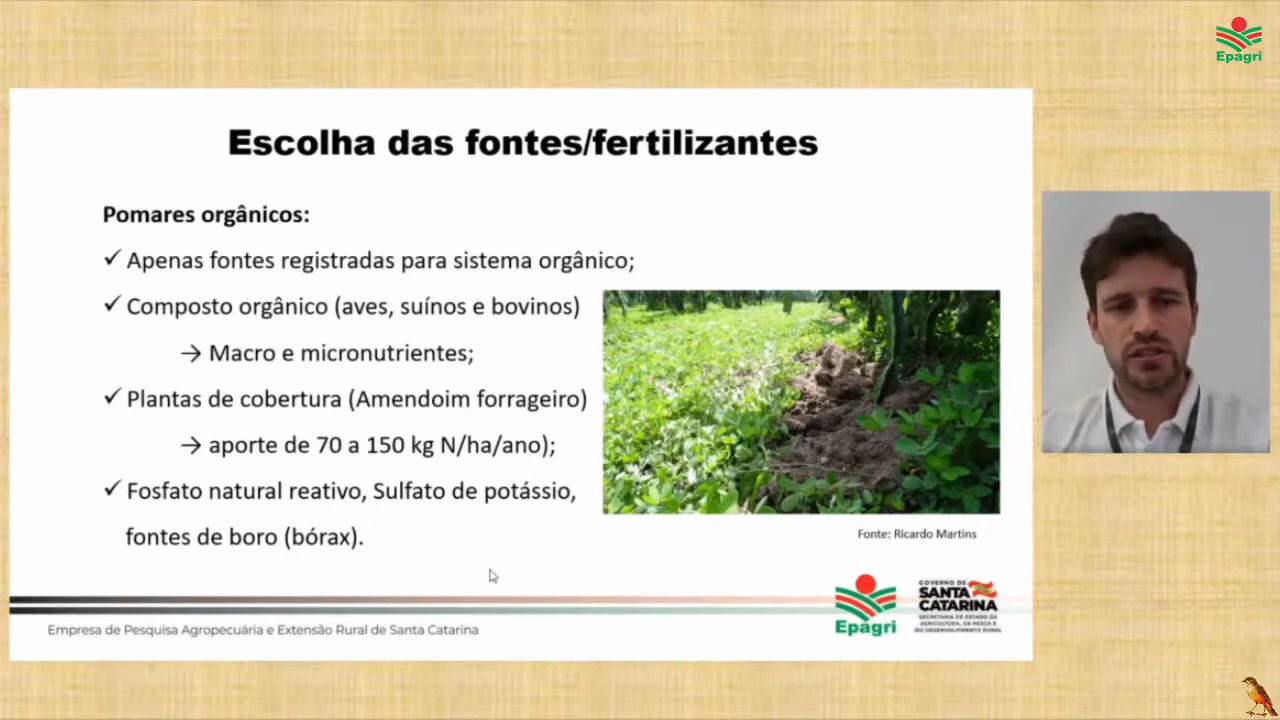 Epagri
Escolha das fontes/fertilizantes
Pomares orgânicos:
✓ Apenas fontes registradas para sistema orgânico;
✓ Composto orgânico (aves, suínos e bovinos)
→ Macro e micronutrientes;
✓ Plantas de cobertura (Amendoim forrageiro)
→ aporte de 70 a 150 kg N/ha/ano);
✓ Fosfato natural reativo, Sulfato de potássio,
fontes de boro (bórax).
Fonte: Ricardo Martins
Epagri
GOVERNO DE
SANTA
CATARINA
SECRETARIA DE ESTADO DA
AGRICULTURA, DA PESCA E
DO DESENVOLVIMENTO RURAL
Empresa de Pesquisa Agropecuária e Extensão Rural de Santa Catarina